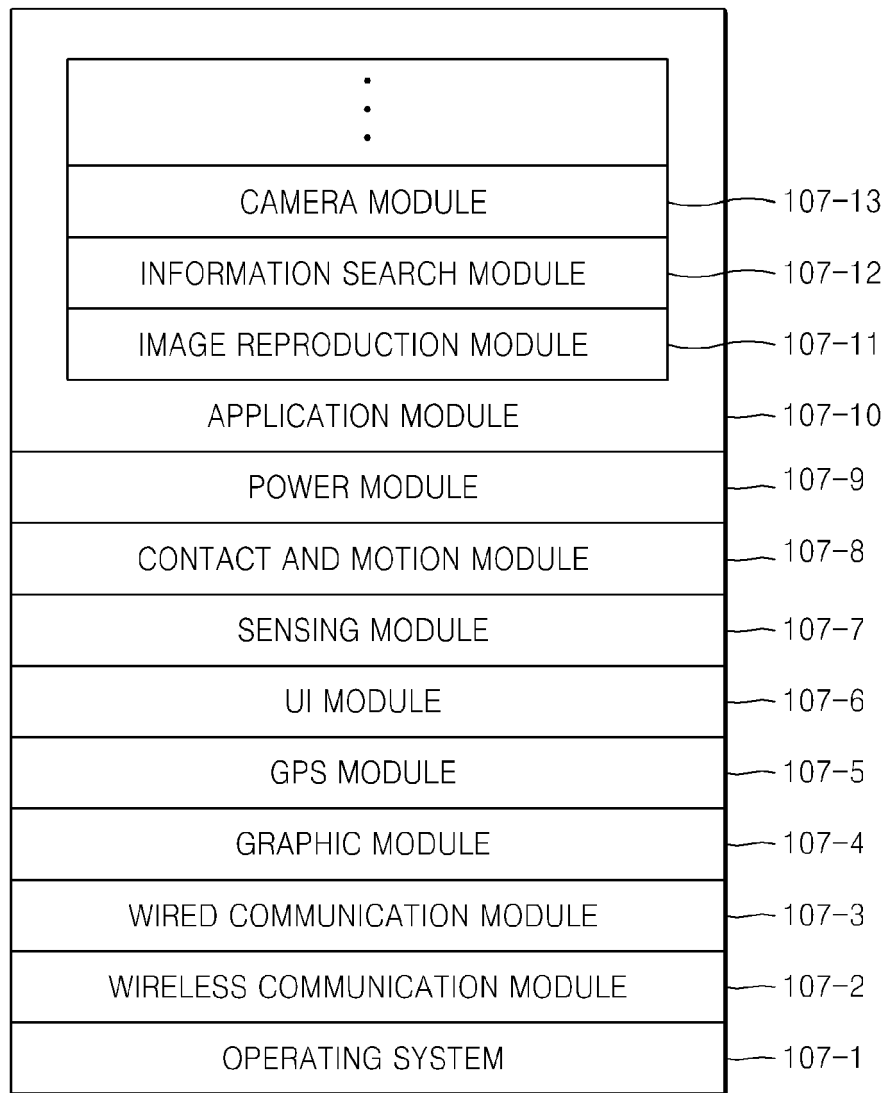 CAMERA MODULE 107-13
INFORMATION SEARCH MODULE 107-12
IMAGE REPRODUCTION MODULE 107-11
APPLICATION MODULE 107-10
POWER MODULE 107-9
CONTACT AND MOTION MODULE 107-8
SENSING MODULE 107-7
UI MODULE 107-6
GPS MODULE 107-5
GRAPHIC MODULE 107-4
WIRED COMMUNICATION MODULE 107-3
WIRELESS COMMUNICATION MODULE 107-2
OPERATING SYSTEM 107-1